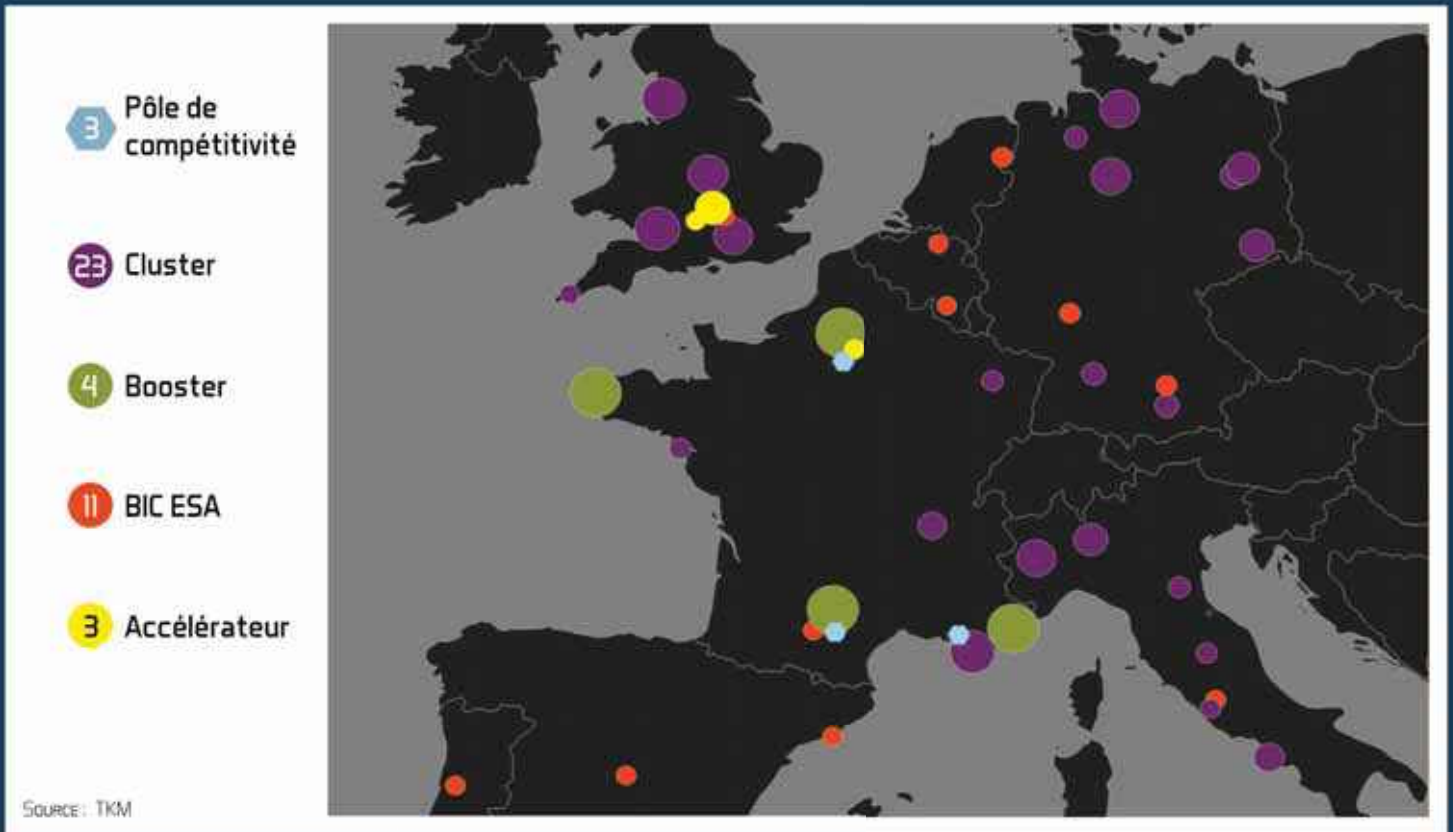 3 Pôle de
compétitivité
23 Cluster
4 Booster
11 BIC ESA
3 Accélérateur
Source: TKM